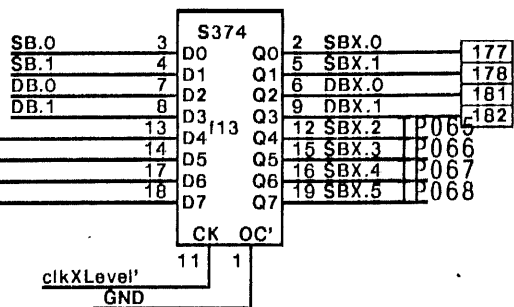 S374
SB.0 3 D0 Q0 2 SBX.0 177
SB.1 4 D1 Q1 5 SBX.1 178
DB.0 7 D2 Q2 6 DBX.0 181
DB.1 8 D3 Q3 9 DBX.1 182
13 D4 f13 Q4 12 SBX.2 P065
14 D5 Q5 15 SBX.3 P066
17 D6 Q6 16 SBX.4 P067
18 D7 Q7 19 SBX.5 P068
CK OC'
11 1
clkXLevel'
GND